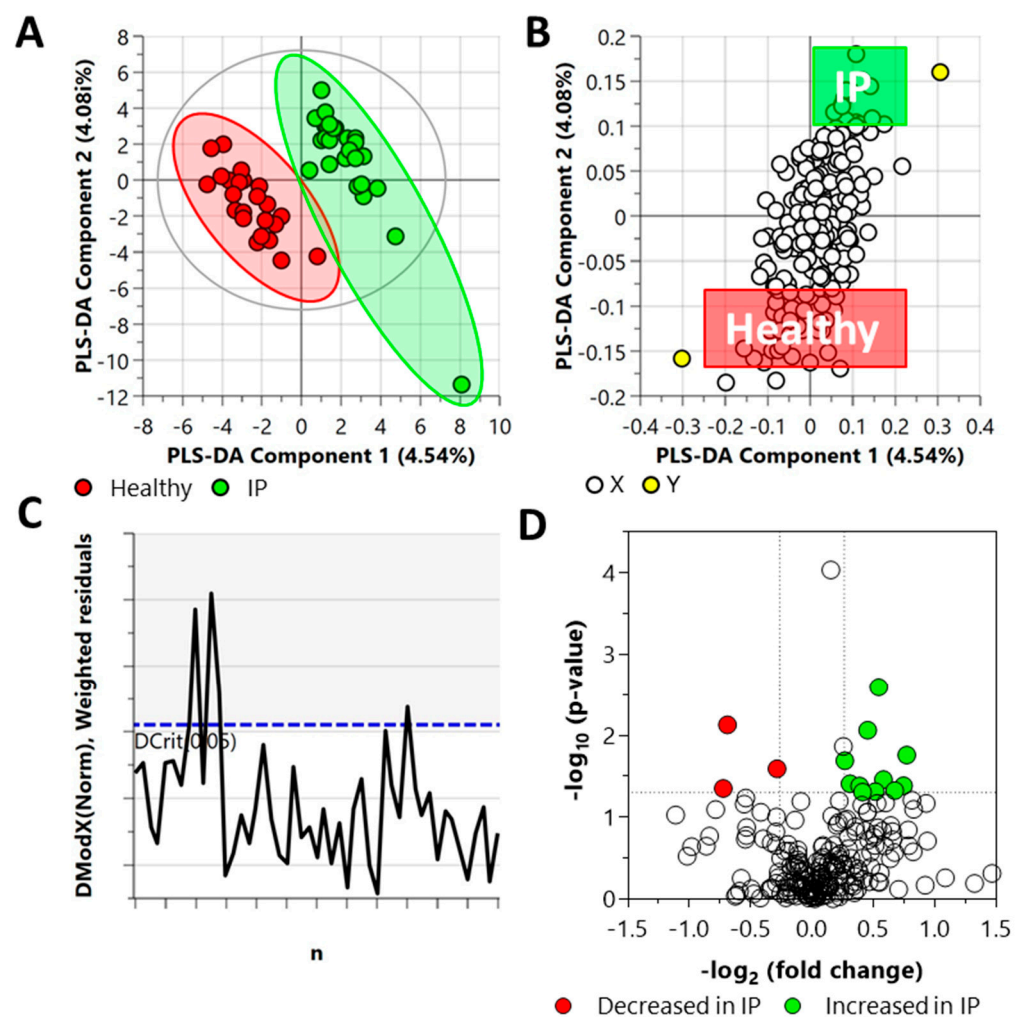 A
PLS-DA Component 2 (4.08i%)
8
6
4
2
0
-2
-4
-6
-8
-10
-12
-8 -6 -4 -2 0 2 4 6 8 10
PLS-DA Component 1 (4.54%)
Healthy IP
B
PLS-DA Component 2 (4.08%)
0.2
0.15
0.1
0.05
0
-0.05
-0.1
-0.15
-0.2
IP
Healthy
-0.4 -0.3 -0.2 -0.1 0 0.1 0.2 0.3 0.4
PLS-DA Component 1 (4.54%)
X Y
C
DModX(Norm), Weighted residuals
DCrit(0.05)
n
D
-log10 (p-value)
4
3
2
1
0
-1.5 -1.0 -0.5 0.0 0.5 1.0 1.5
-log2 (fold change)
Decreased in IP Increased in IP